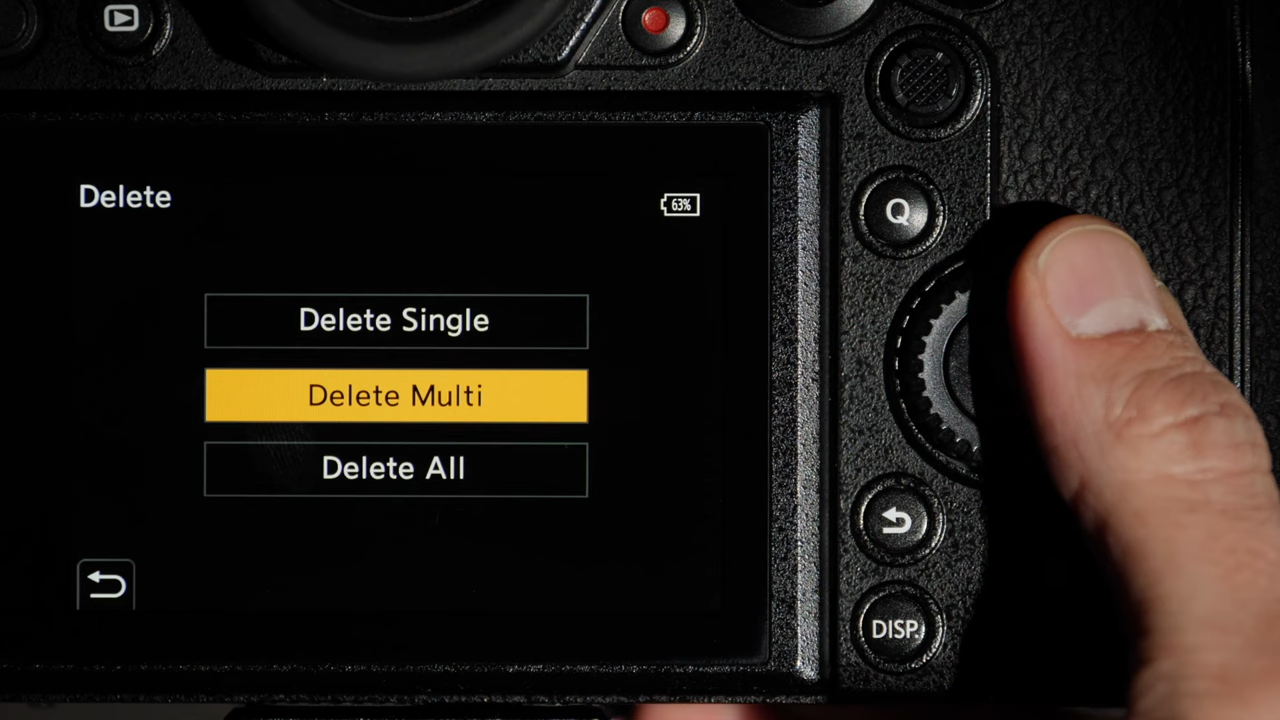 Delete
63%
Delete Single
Delete Multi
Delete All
Q
DISP.